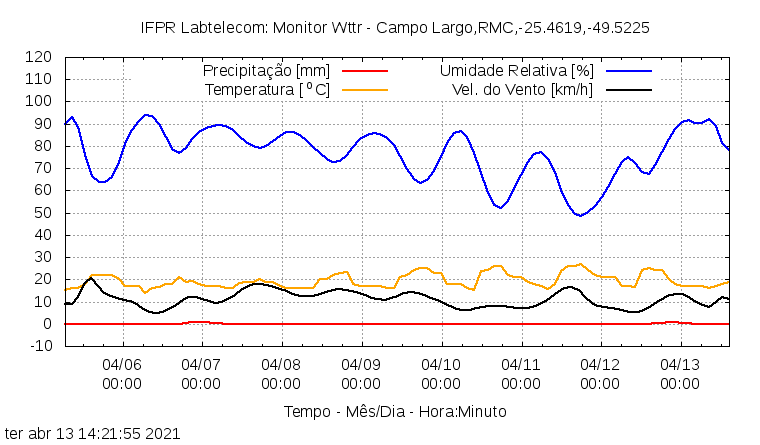 IFPR Labtelecom: Monitor Wttr - Campo Largo,RMC,-25.4619,-49.5225
Precipitação [mm]
Temperatura [⁰C]
Umidade Relativa [%]
Vel. do Vento [km/h]
120
110
100
90
80
70
60
50
40
30
20
10
0
-10
04/06 04/07 04/08 04/09 04/10 04/11 04/12 04/13
00:00 00:00 00:00 00:00 00:00 00:00 00:00 00:00
Tempo - Mês/Dia - Hora:Minuto
ter abr 13 14:21:55 2021